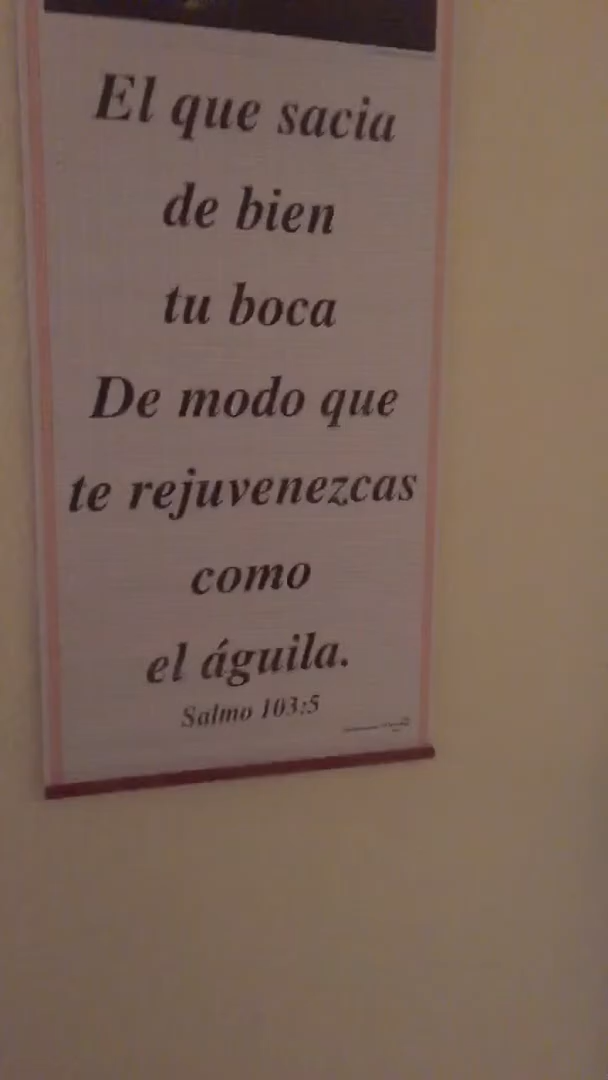 El que sacia
de bien
tu boca
De modo que
te rejuvenezcas
como
el águila.
Salmo 103:5